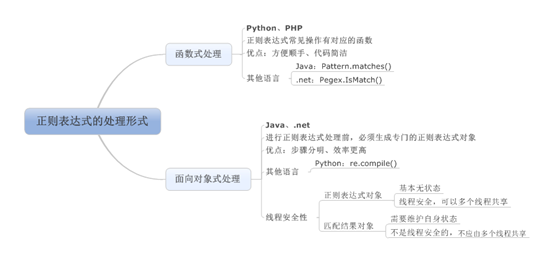 正则表达式的处理形式
函数式处理
Python、PHP
正则表达式常见操作有对应的函数
优点：方便顺手、代码简洁
其他语言
Java：Pattern.matches()
.net：Pegex.IsMatch()
面向对象式处理
Java、.net
进行正则表达式处理前，必须生成专门的正则表达式对象
优点：步骤分明、效率更高
其他语言
Python：re.compile()
线程安全性
正则表达式对象
基本无状态
线程安全，可以多个线程共享
匹配结果对象
需要维护自身状态
不是线程安全的，不应由多个线程共享